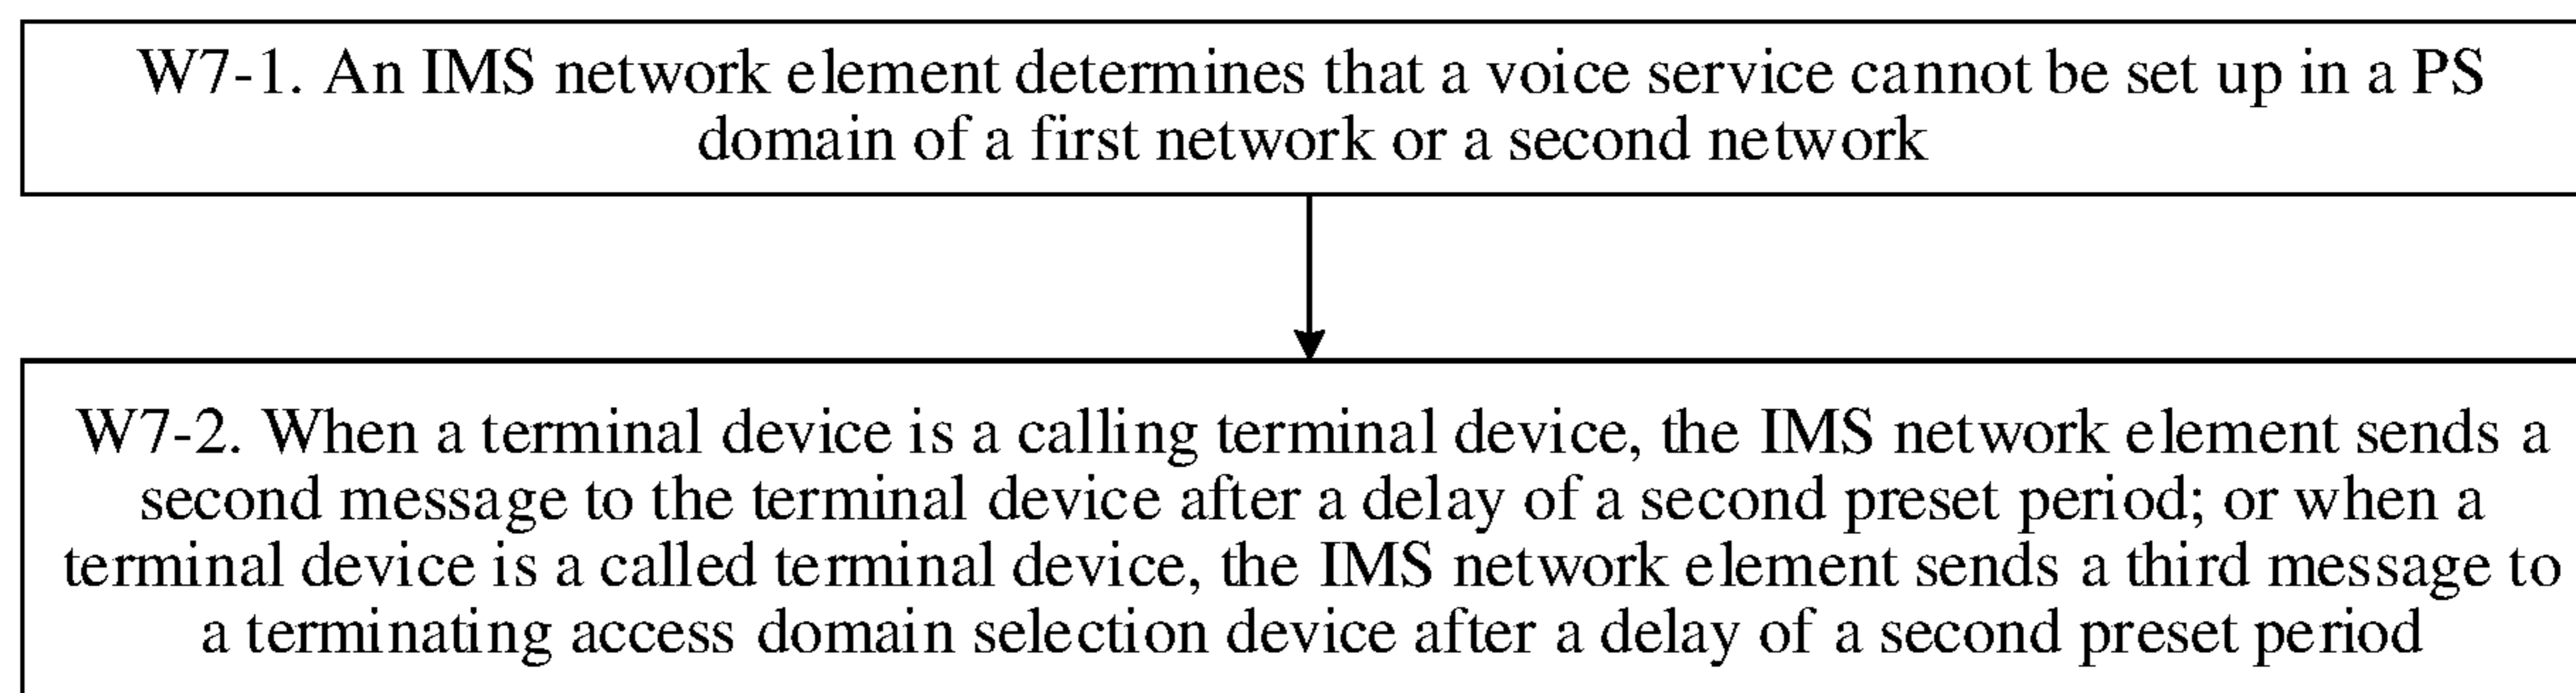 W7-1. An IMS network element determines that a voice service cannot be set up in a PS
domain of a first network or a second network
W7-2. When a terminal device is a calling terminal device, the IMS network element sends a
second message to the terminal device after a delay of a second preset period; or when a
terminal device is a called terminal device, the IMS network element sends a third message to
a terminating access domain selection device after a delay of a second preset period